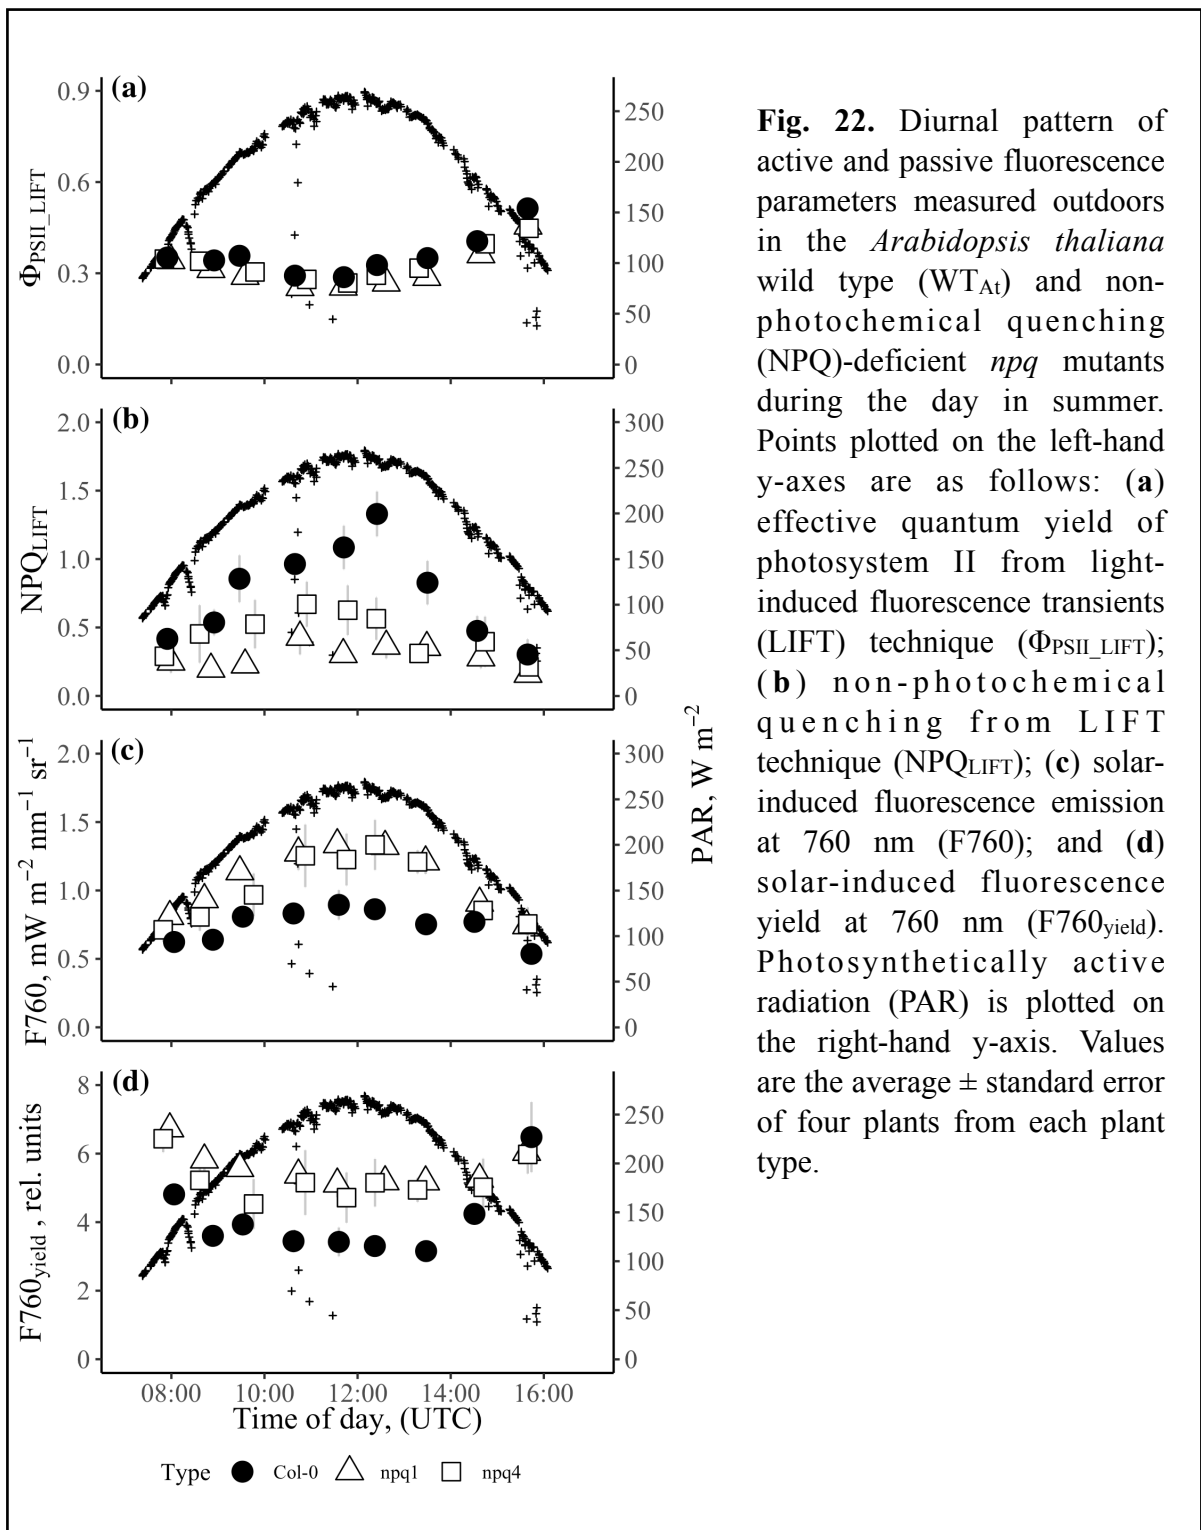 (a)
0.9
0.6
0.3
0.0
ΦPSII_LIFT
250
200
150
100
50
0
(b)
2.0
1.5
1.0
0.5
0.0
NPQLIFT
300
250
200
150
100
50
0
(c)
2.0
1.5
1.0
0.5
0.0
F760, mW m−2 nm−1 sr−1
300
250
200
150
100
50
0
PAR, W m−2
(d)
8
6
4
2
0
F760yield , rel. units
250
200
150
100
50
0
08:00 10:00 12:00 14:00 16:00
Time of day, (UTC)
Type Col-0 npq1 npq4
Fig. 22. Diurnal pattern of
active and passive fluorescence
parameters measured outdoors
in the Arabidopsis thaliana
wild type (WTAt) and non-
photochemical quenching
(NPQ)-deficient npq mutants
during the day in summer.
Points plotted on the left-hand
y-axes are as follows: (a)
effective quantum yield of
photosystem II from light-
induced fluorescence transients
(LIFT) technique (ΦPSII_LIFT);
(b) non-photochemical
quenching from LIFT
technique (NPQLIFT); (c) solar-
induced fluorescence emission
at 760 nm (F760); and (d)
solar-induced fluorescence
yield at 760 nm (F760yield).
Photosynthetically active
radiation (PAR) is plotted on
the right-hand y-axis. Values
are the average ± standard error
of four plants from each plant
type.